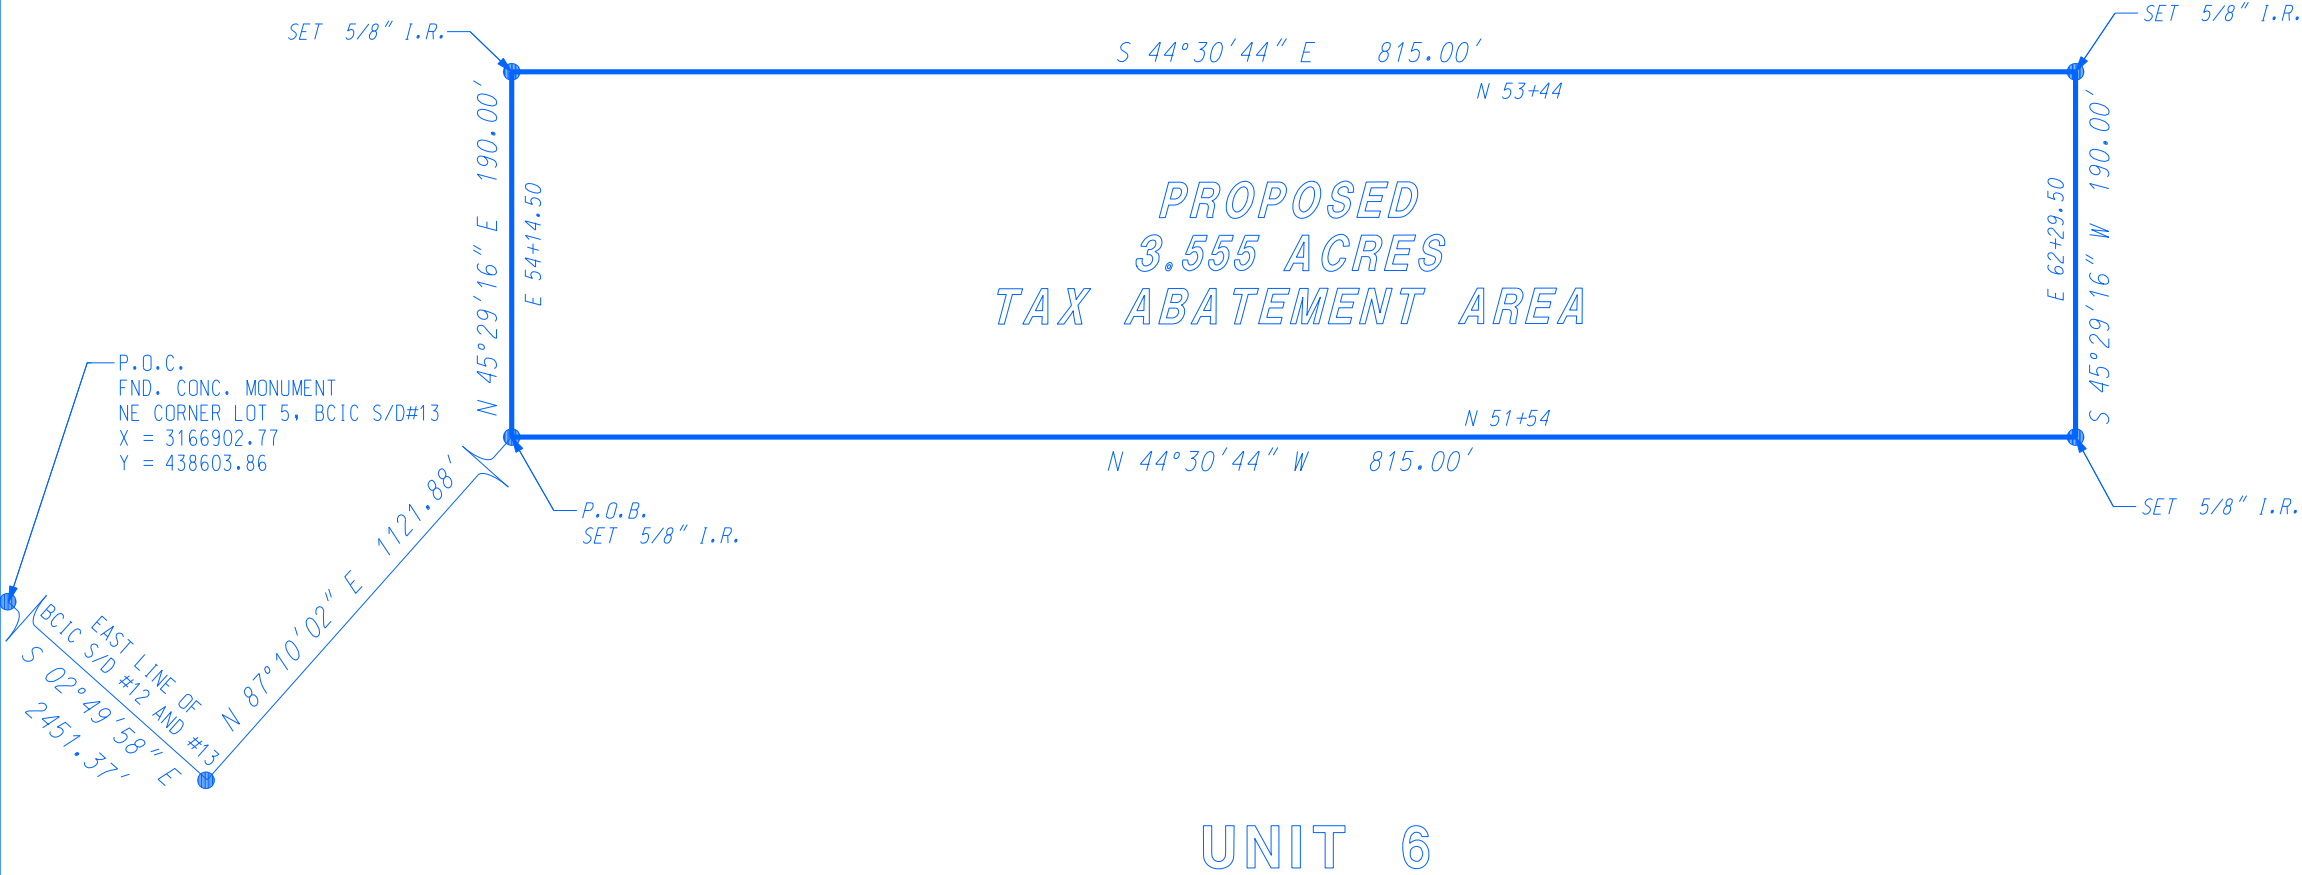 SET 5/8" I.R.
SET 5/8" I.R.
S 44°30'44" E 815.00'
N 53+44
N 45°29'16" E 190.00'
E 54+14.50
PROPOSED
3.555 ACRES
TAX ABATEMENT AREA
E 62+29.50
S 45°29'16" W 190.00'
P.O.C.
FND. CONC. MONUMENT
NE CORNER LOT 5, BCIC S/D#13
X = 3166902.77
Y = 438603.86
N 51+54
N 44°30'44" W 815.00'
P.O.B.
SET 5/8" I.R.
SET 5/8" I.R.
N 87°10'02" E 1121.88'
EAST LINE OF
BCIC S/D #12 AND #13
S 02°49'58" E
2451.37'
UNIT 6